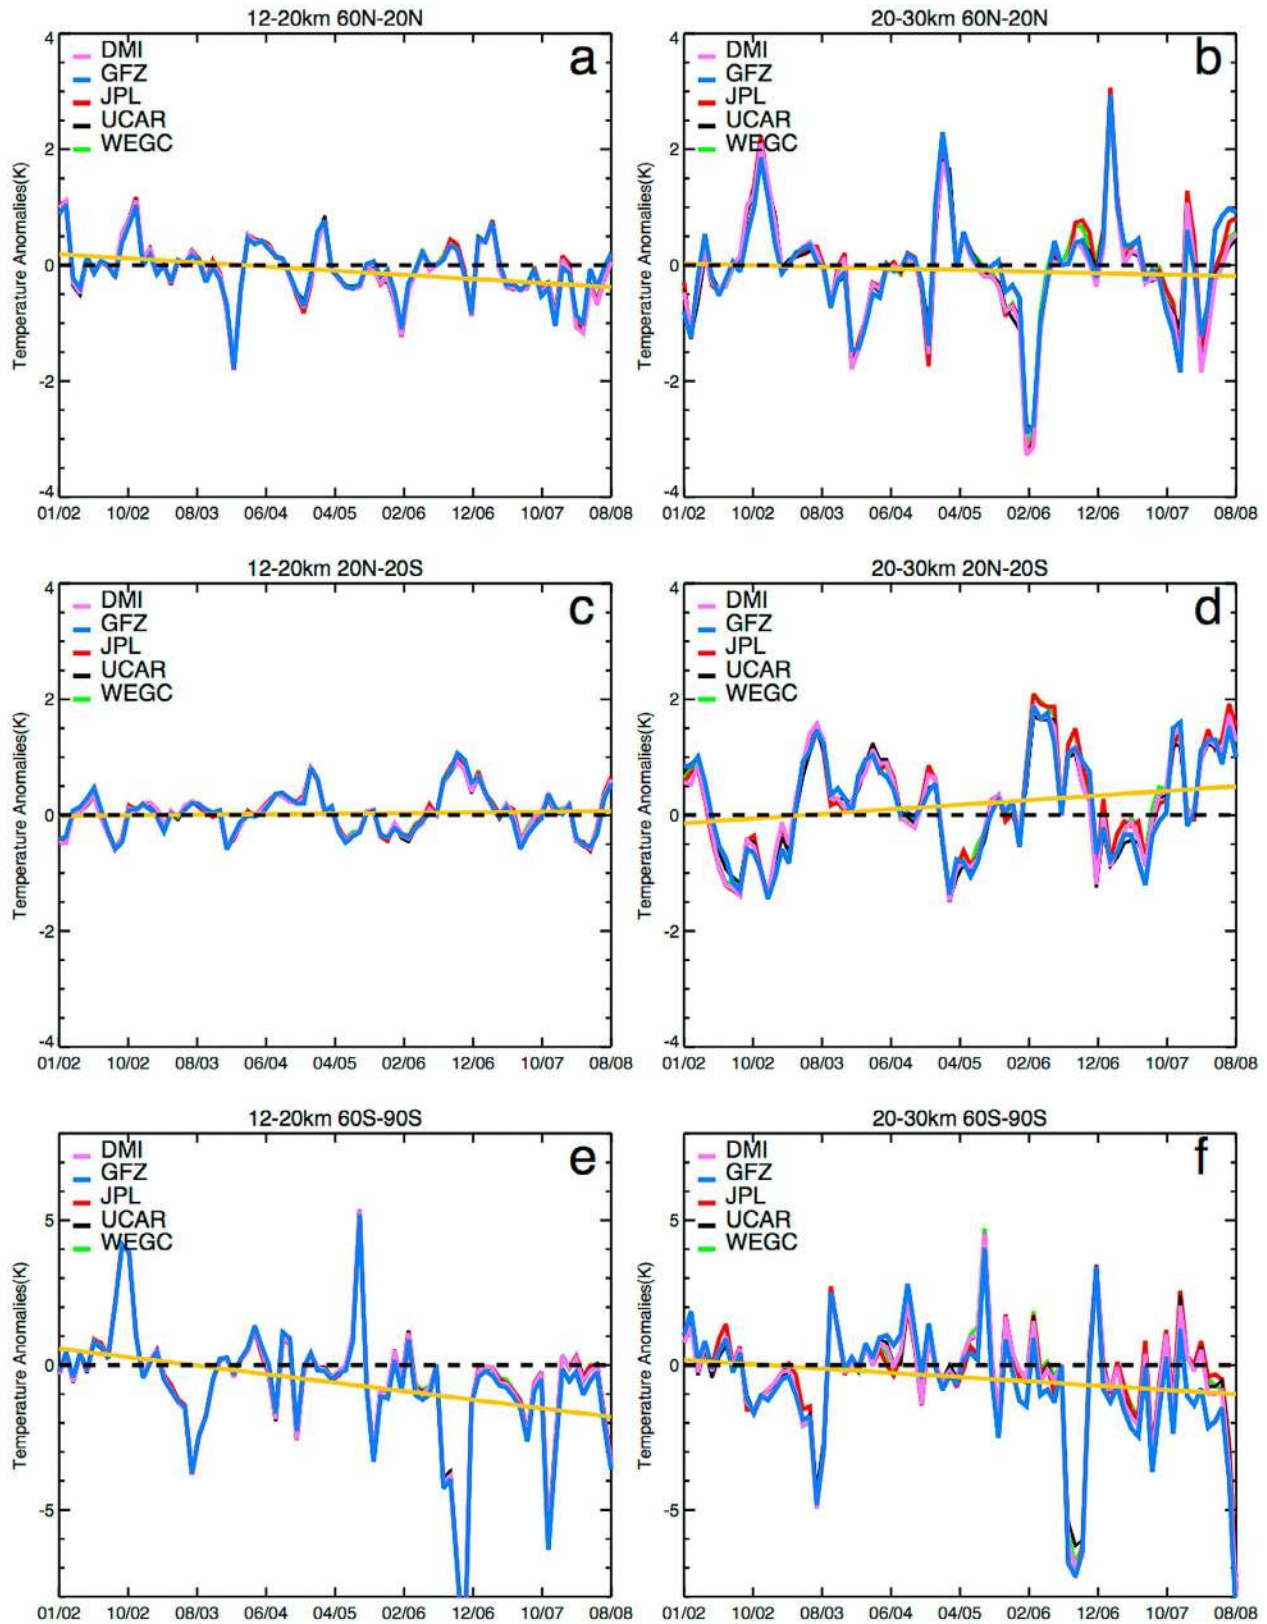 12-20km 60N-20N
a
DMI
GFZ
JPL
UCAR
WEGC
Temperature Anomalies(K)
4
2
0
-2
-4
01/02 10/02 08/03 06/04 04/05 02/06 12/06 10/07 08/08
20-30km 60N-20N
b
DMI
GFZ
JPL
UCAR
WEGC
Temperature Anomalies(K)
4
2
0
-2
-4
01/02 10/02 08/03 06/04 04/05 02/06 12/06 10/07 08/08
12-20km 20N-20S
c
DMI
GFZ
JPL
UCAR
WEGC
Temperature Anomalies(K)
4
2
0
-2
-4
01/02 10/02 08/03 06/04 04/05 02/06 12/06 10/07 08/08
20-30km 20N-20S
d
DMI
GFZ
JPL
UCAR
WEGC
Temperature Anomalies(K)
4
2
0
-2
-4
01/02 10/02 08/03 06/04 04/05 02/06 12/06 10/07 08/08
12-20km 60S-90S
e
DMI
GFZ
JPL
UCAR
WEGC
Temperature Anomalies(K)
5
0
-5
01/02 10/02 08/03 06/04 04/05 02/06 12/06 10/07 08/08
20-30km 60S-90S
f
DMI
GFZ
JPL
UCAR
WEGC
Temperature Anomalies(K)
5
0
-5
01/02 10/02 08/03 06/04 04/05 02/06 12/06 10/07 08/08